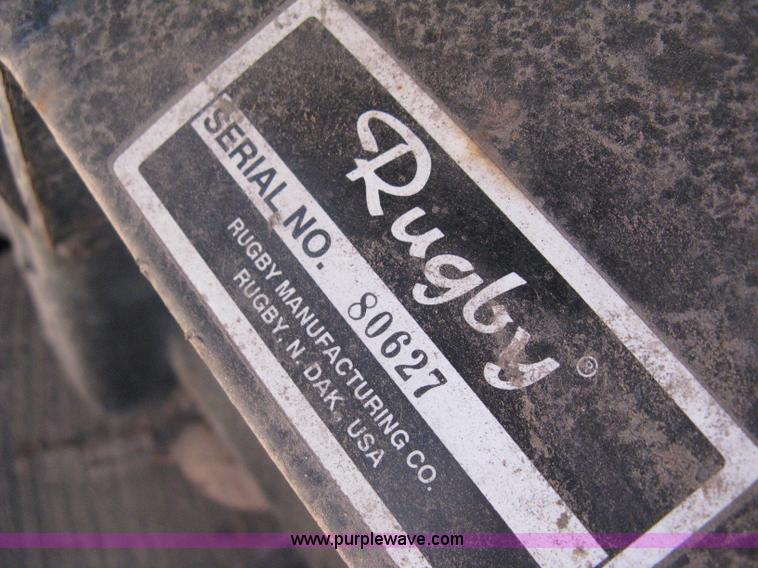 Rugby®
SERIAL NO. 80627
RUGBY MANUFACTURING CO.
RUGBY, N. DAK., USA
www.purplewave.com